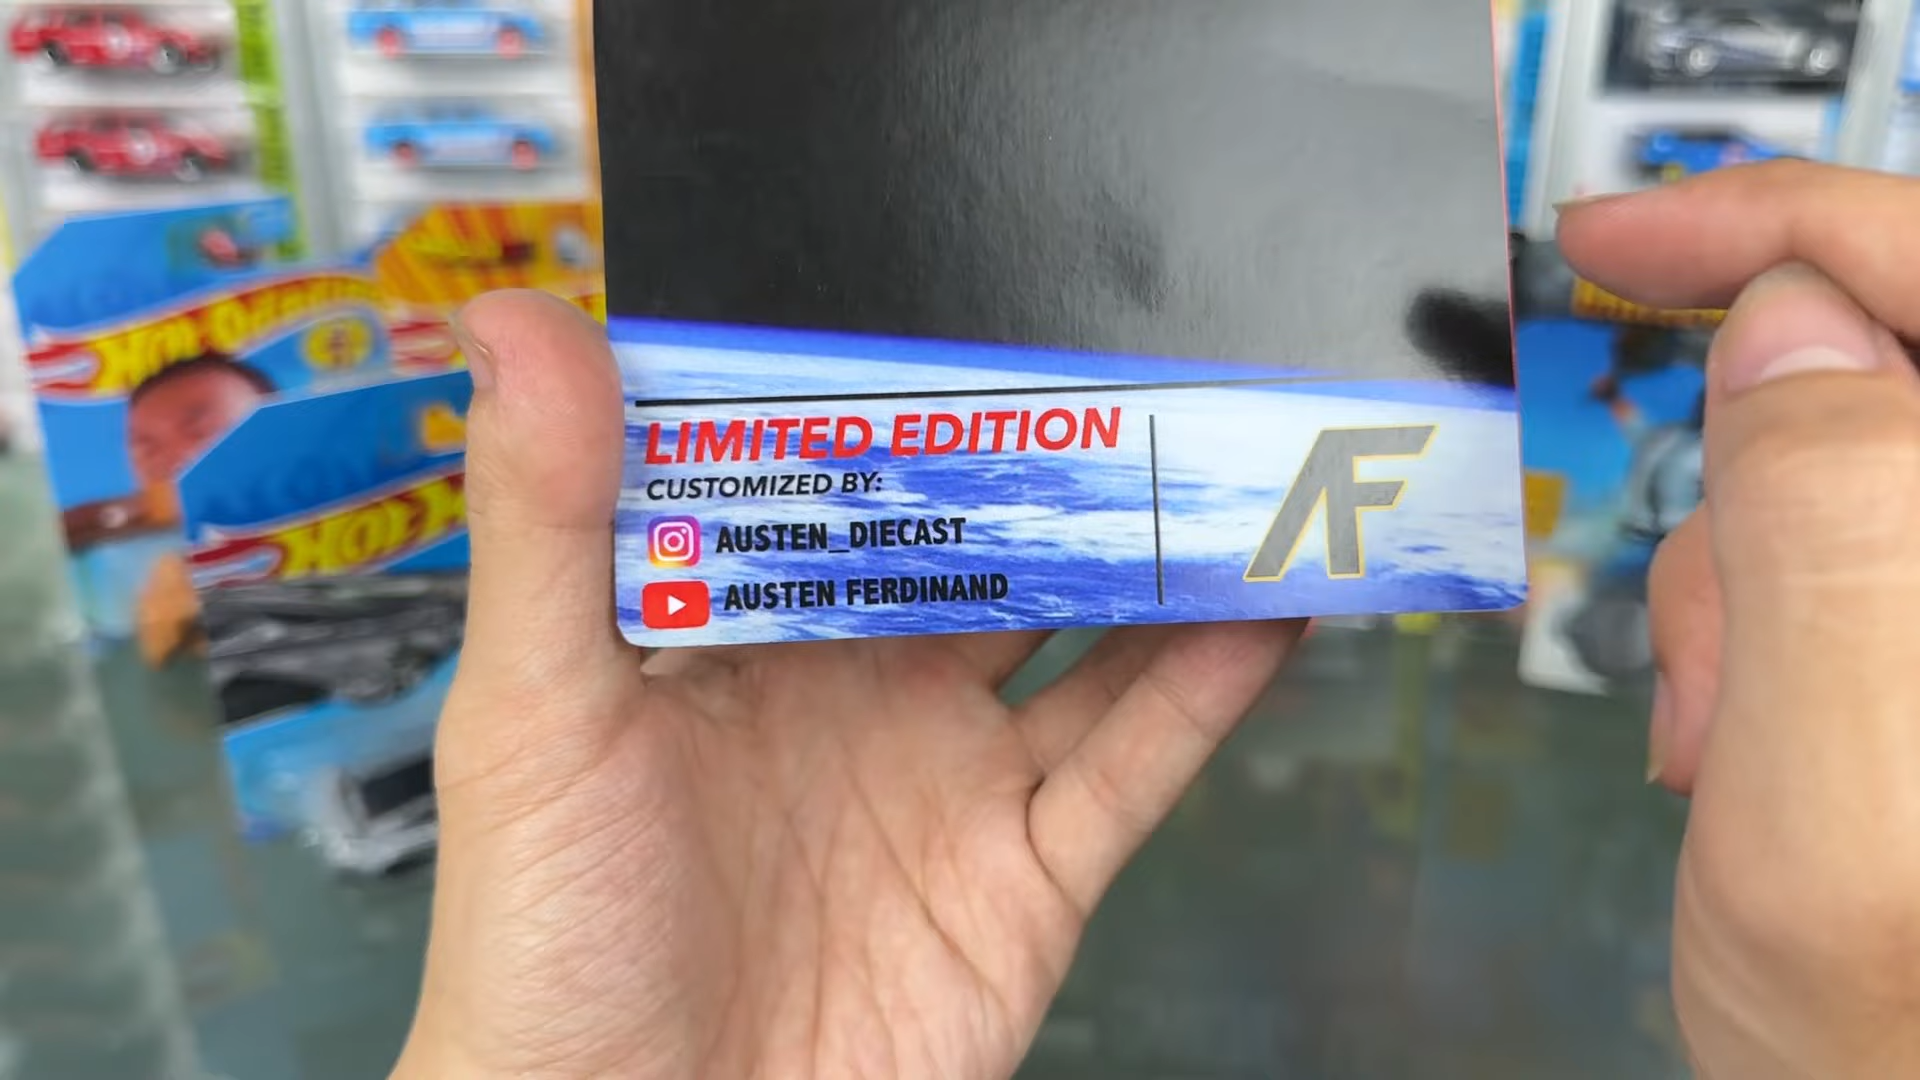 LIMITED EDITION
CUSTOMIZED BY:
AUSTEN_DIECAST
AUSTEN FERDINAND
AF